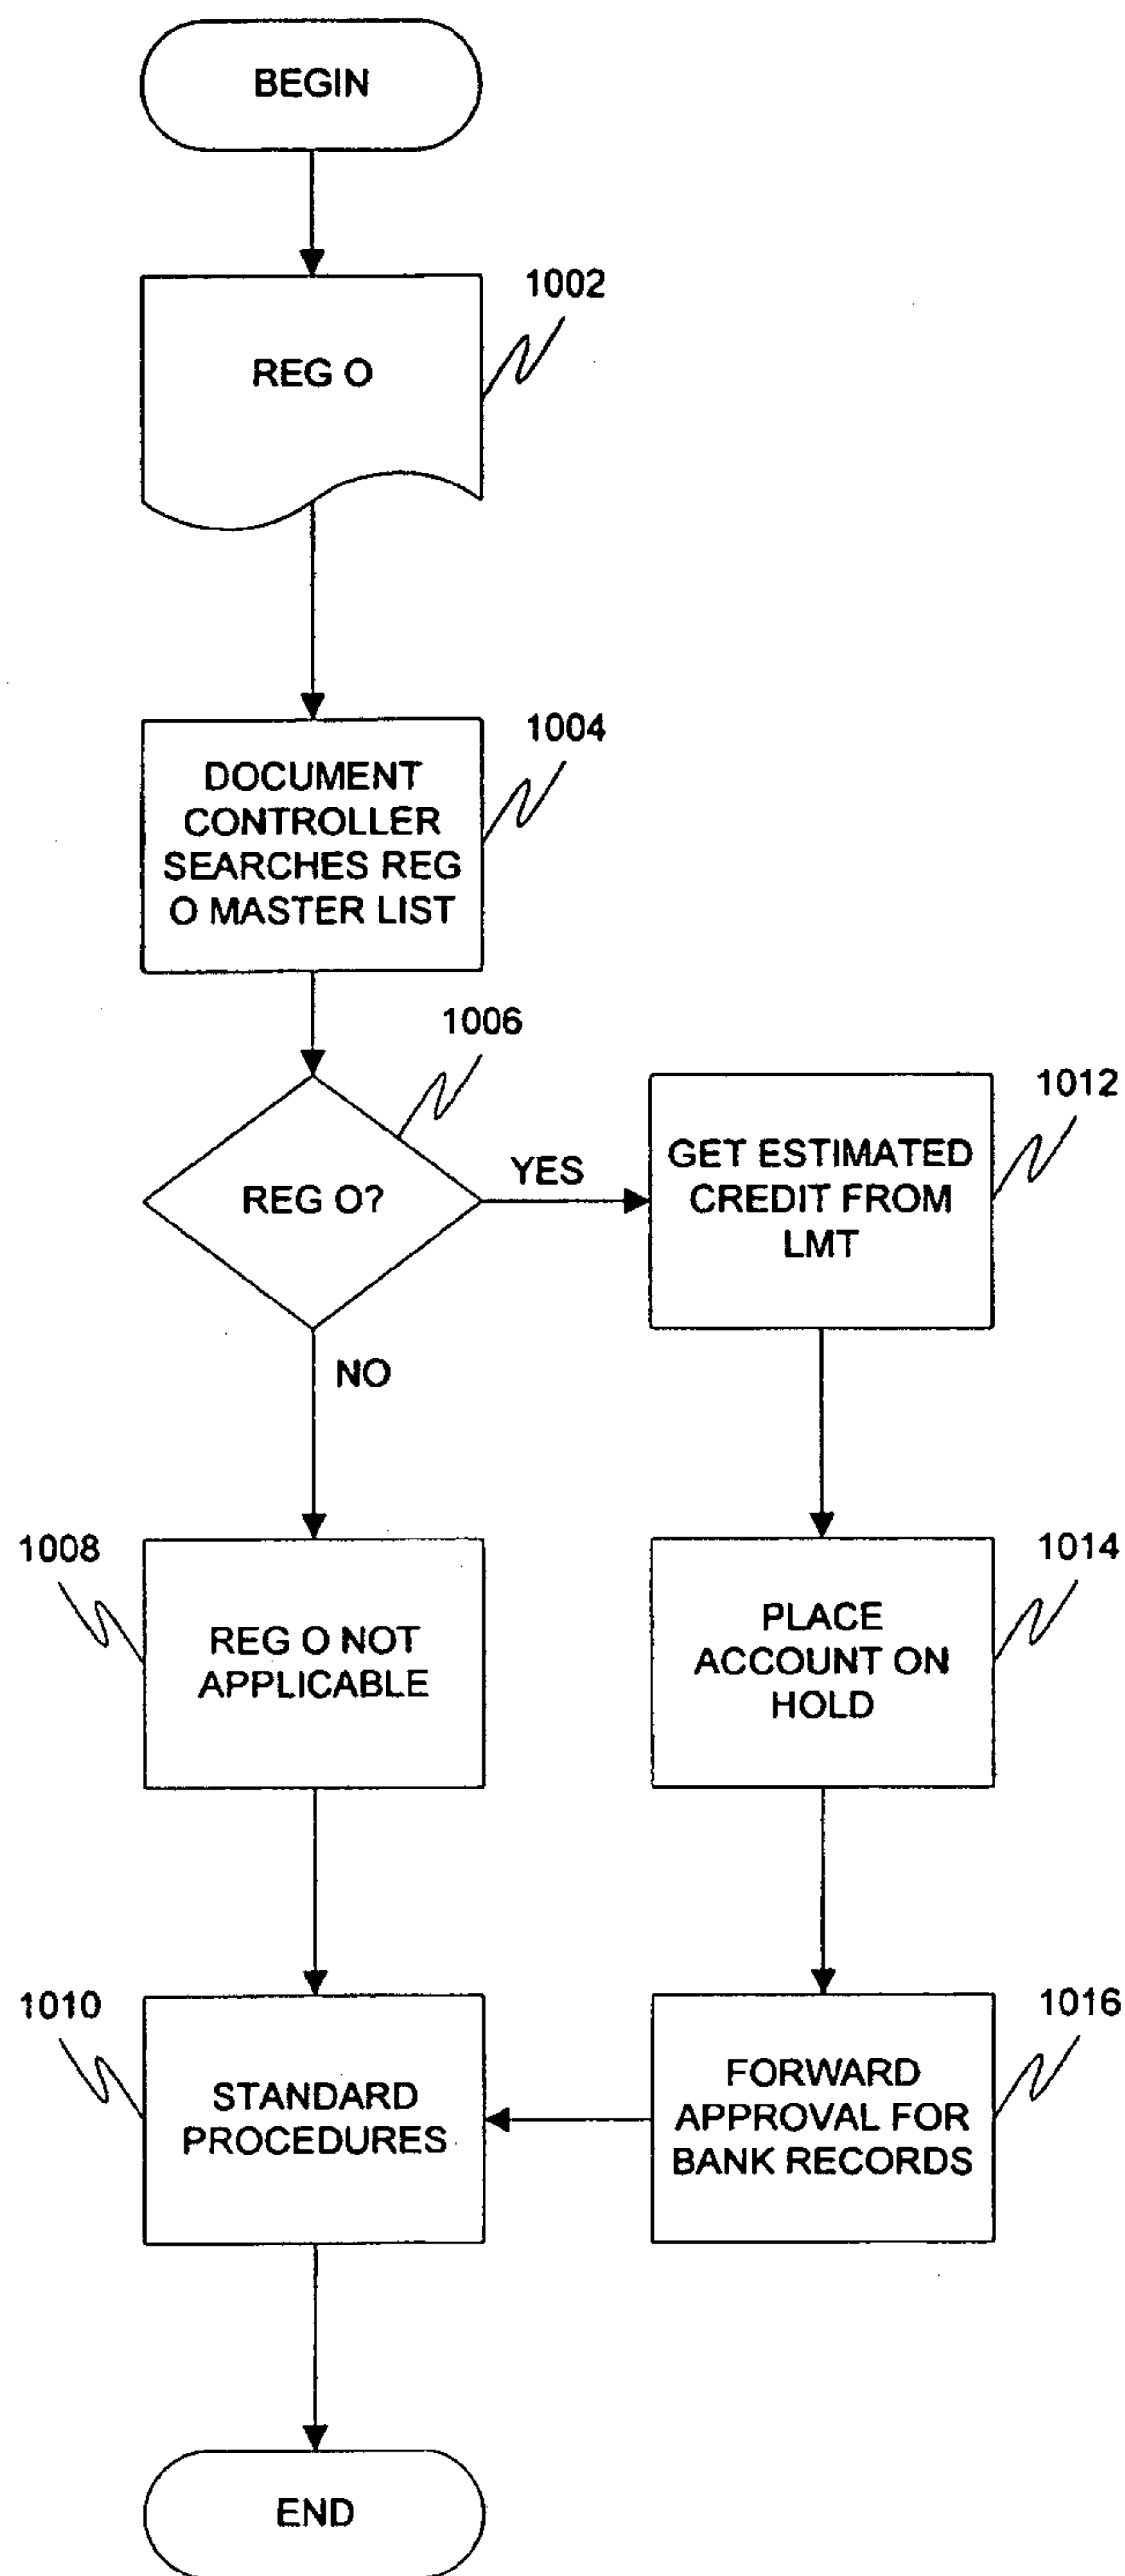 BEGIN
1002
REG O
1004
DOCUMENT
CONTROLLER
SEARCHES REG
O MASTER LIST
1006
REG O?
YES
1012
GET ESTIMATED
CREDIT FROM
LMT
NO
1008
REG O NOT
APPLICABLE
1014
PLACE
ACCOUNT ON
HOLD
1010
STANDARD
PROCEDURES
1016
FORWARD
APPROVAL FOR
BANK RECORDS
END